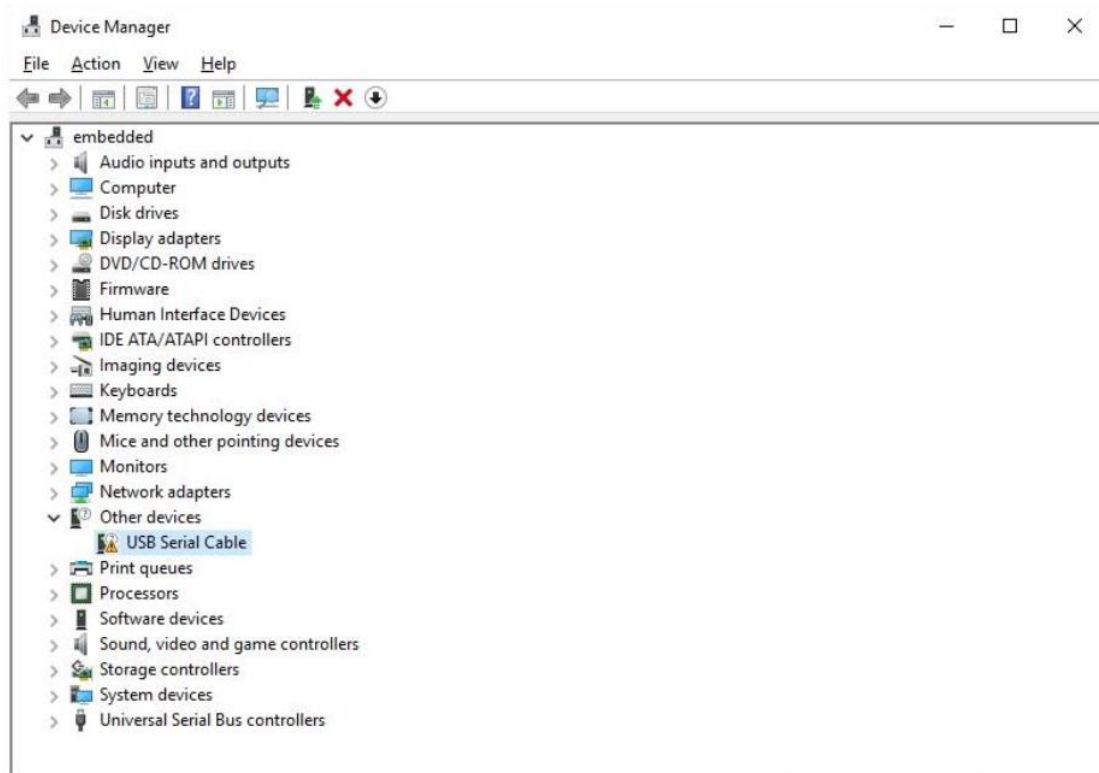 Device Manager
File Action View Help
embedded
Audio inputs and outputs
Computer
Disk drives
Display adapters
DVD/CD-ROM drives
Firmware
Human Interface Devices
IDE ATA/ATAPI controllers
Imaging devices
Keyboards
Memory technology devices
Mice and other pointing devices
Monitors
Network adapters
Other devices
USB Serial Cable
Print queues
Processors
Software devices
Sound, video and game controllers
Storage controllers
System devices
Universal Serial Bus controllers